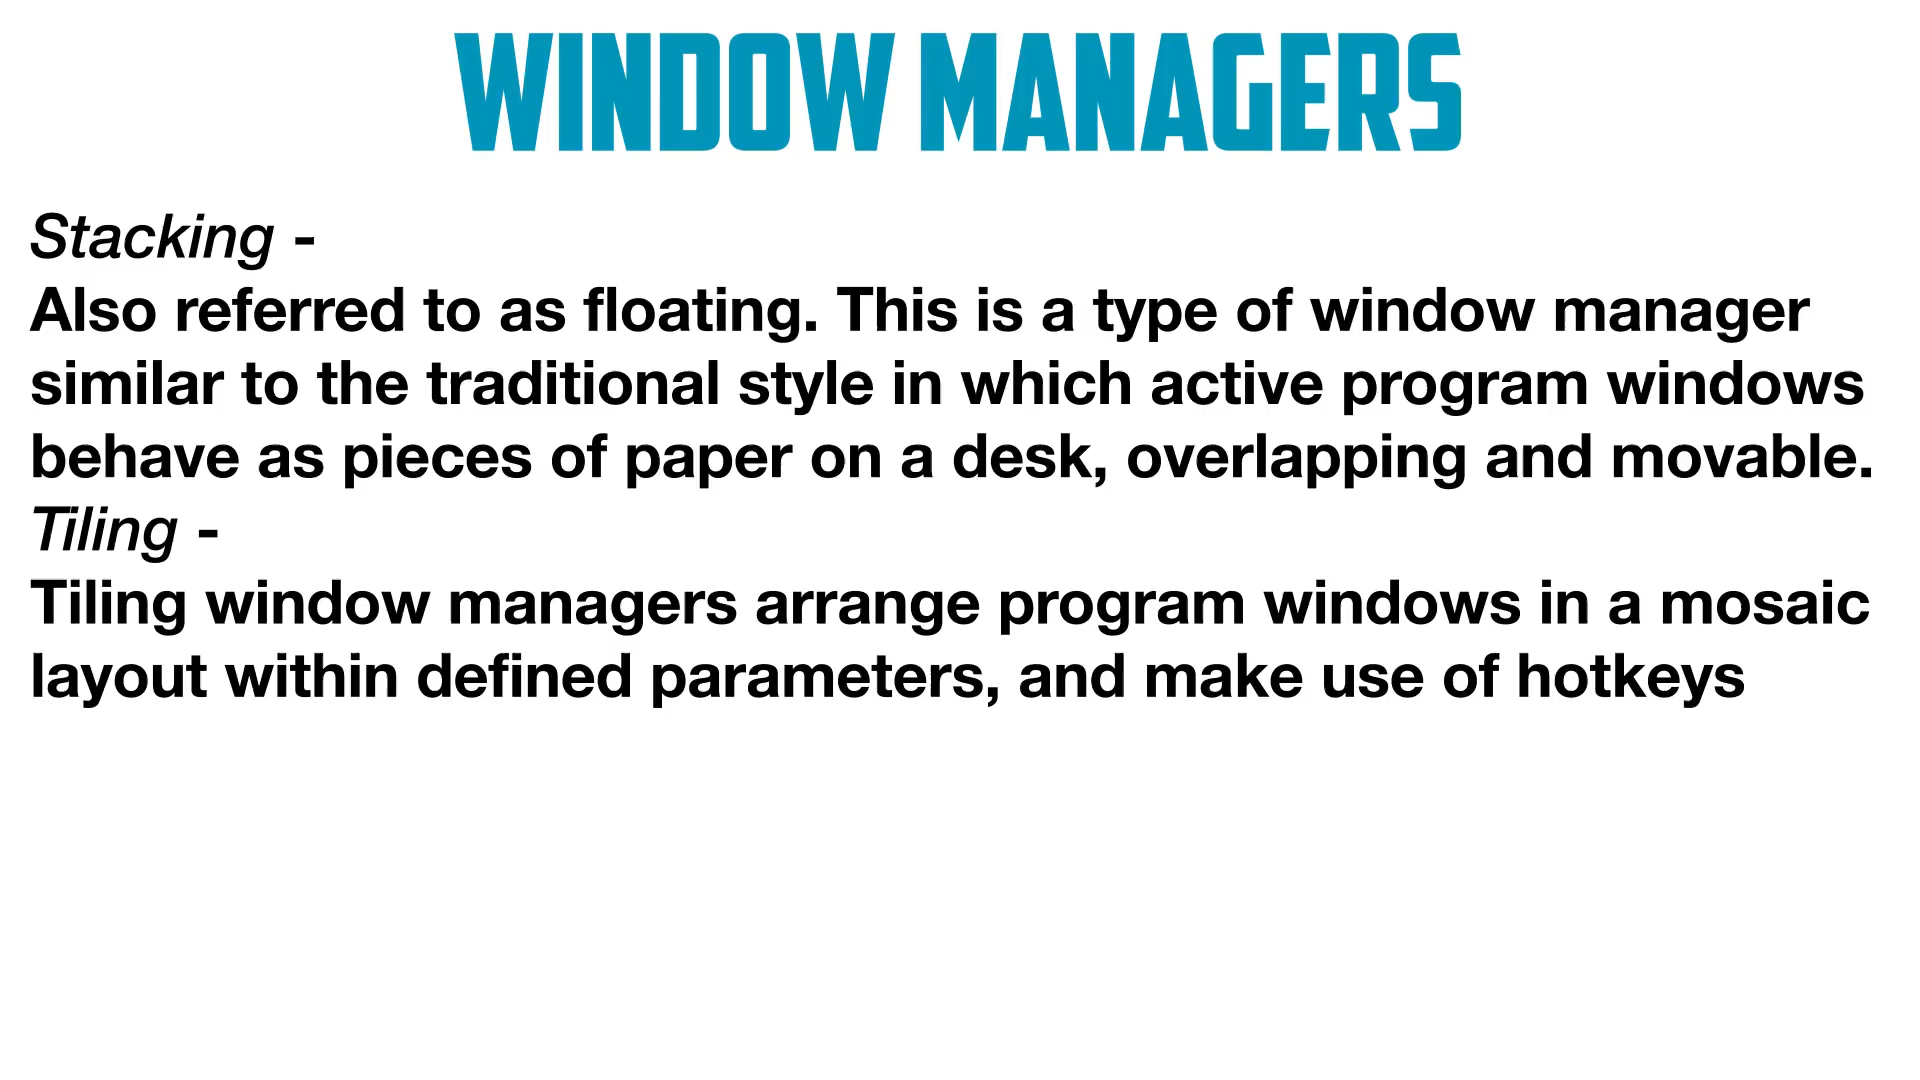 WINDOW MANAGERS
Stacking -
Also referred to as floating. This is a type of window manager
similar to the traditional style in which active program windows
behave as pieces of paper on a desk, overlapping and movable.
Tiling -
Tiling window managers arrange program windows in a mosaic
layout within defined parameters, and make use of hotkeys